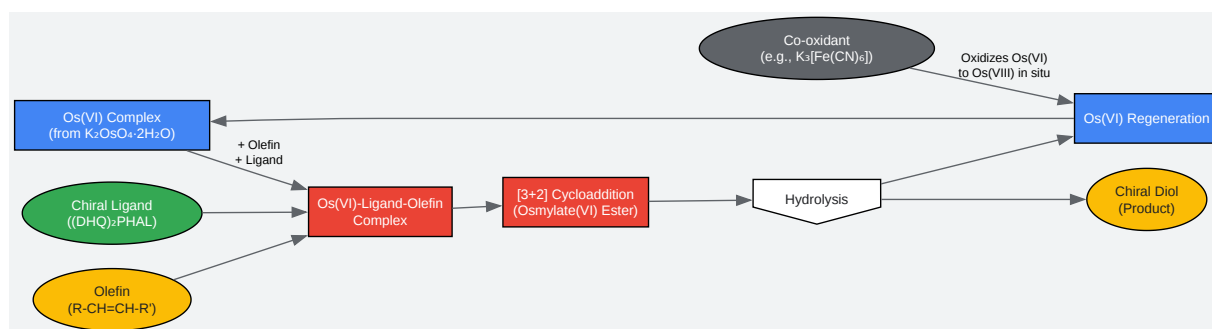 Co-oxidant
(e.g., K₃[Fe(CN)₆])
Oxidizes Os(VI)
to Os(VIII) in situ
Os(VI) Complex
(from K₂OsO₄·2H₂O)
Os(VI) Regeneration
+ Olefin
+ Ligand
Chiral Ligand
((DHQ)₂PHAL)
Os(VI)-Ligand-Olefin
Complex
[3+2] Cycloaddition
(Osmylate(VI) Ester)
Hydrolysis
Chiral Diol
(Product)
Olefin
(R-CH=CH-R')